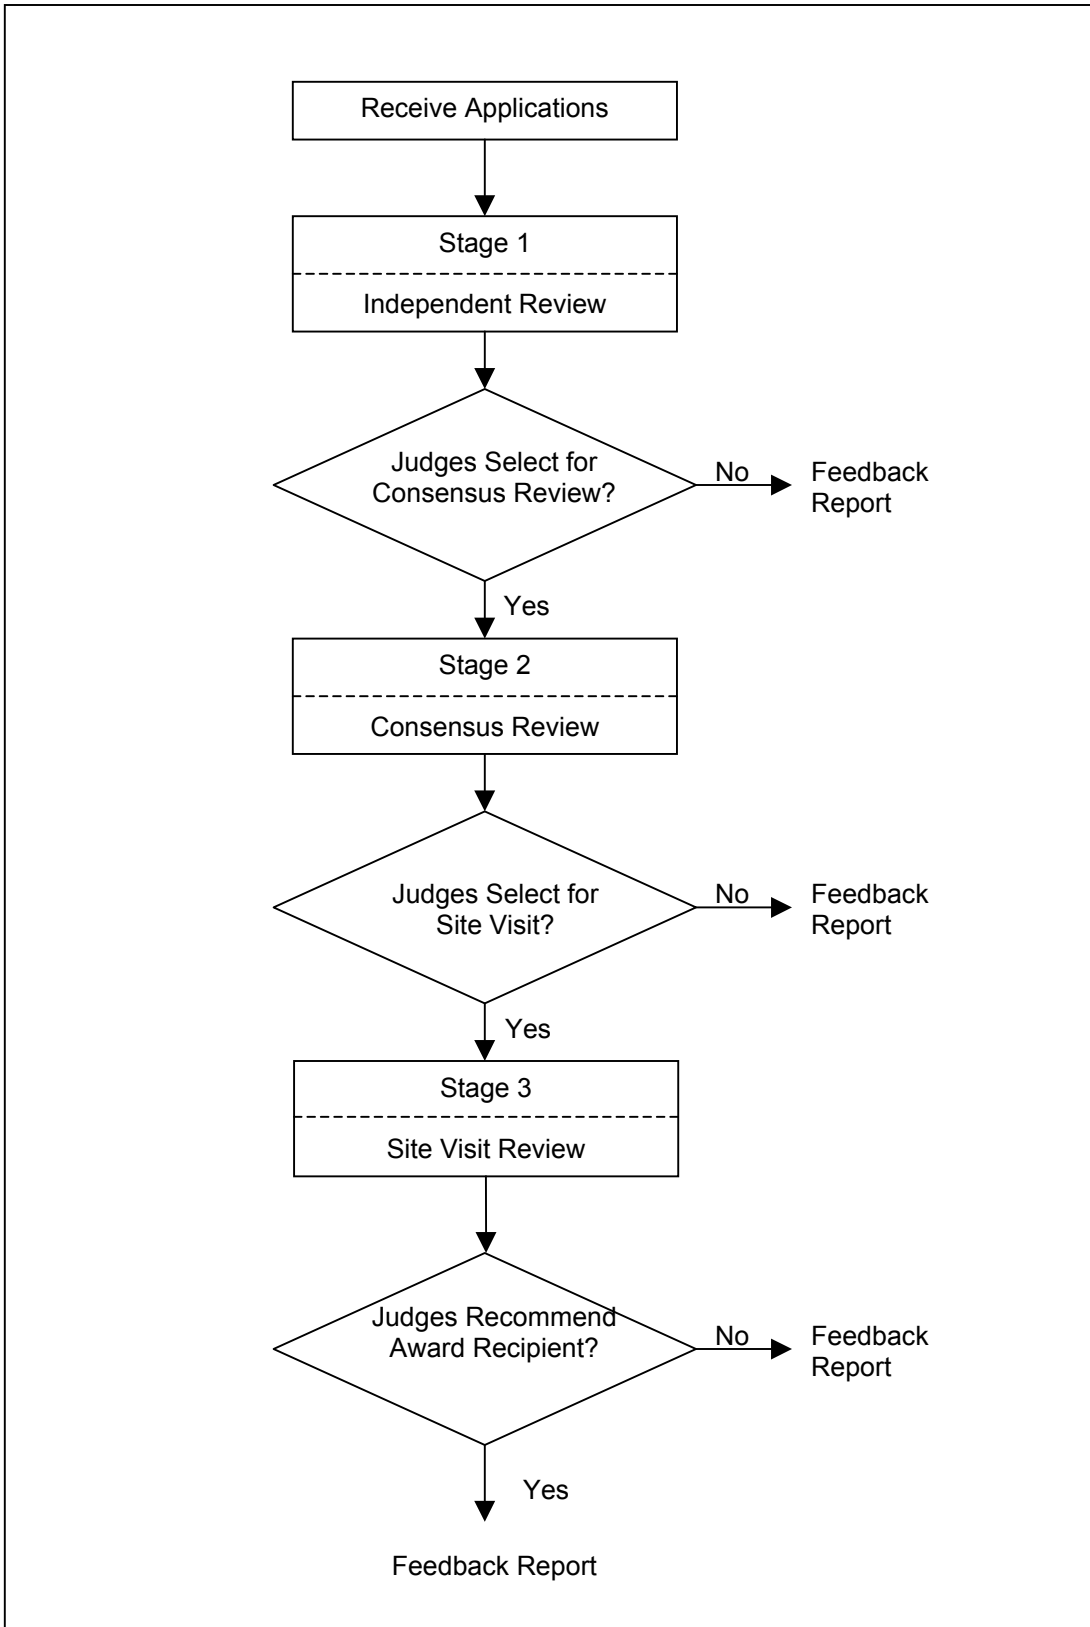 Receive Applications
Stage 1
Independent Review
Judges Select for
Consensus Review?
No
Feedback
Report
Yes
Stage 2
Consensus Review
Judges Select for
Site Visit?
No
Feedback
Report
Yes
Stage 3
Site Visit Review
Judges Recommend
Award Recipient?
No
Feedback
Report
Yes
Feedback Report